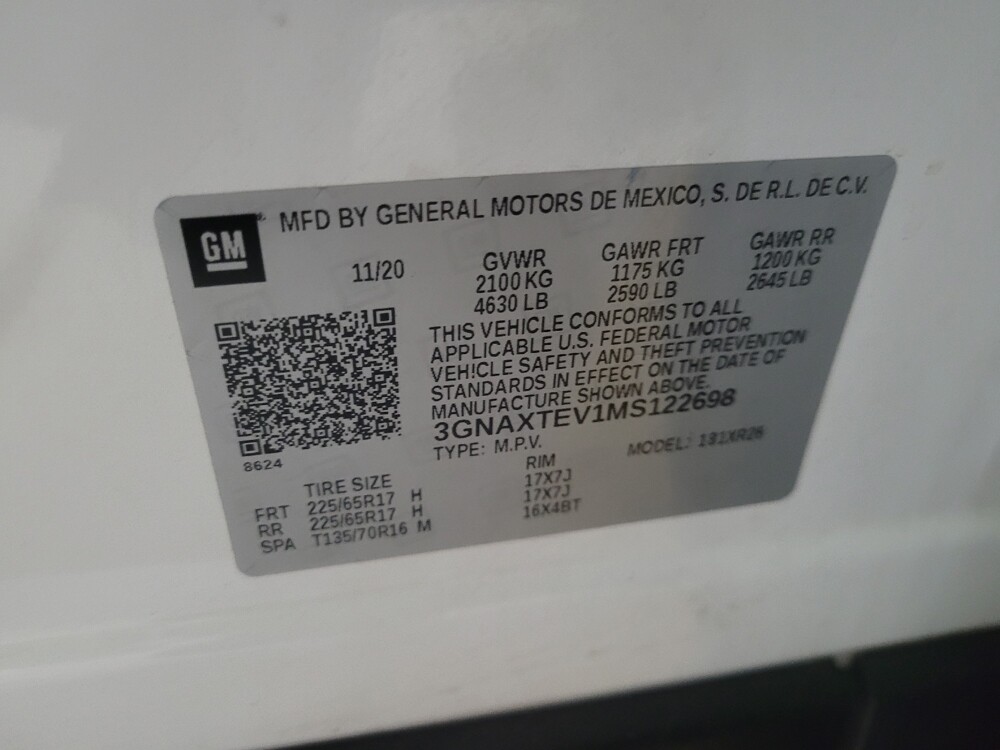 GM
MFD BY GENERAL MOTORS DE MEXICO, S. DE R.L. DE C.V.
11/20 GVWR GAWR FRT GAWR RR
2100 KG 1175 KG 1200 KG
4630 LB 2590 LB 2645 LB
THIS VEHICLE CONFORMS TO ALL
APPLICABLE U.S. FEDERAL MOTOR
VEHICLE SAFETY AND THEFT PREVENTION
STANDARDS IN EFFECT ON THE DATE OF
MANUFACTURE SHOWN ABOVE.
3GNAXTEV1MS122698
TYPE: M.P.V. MODEL: 131XR26
8624
TIRE SIZE RIM
FRT 225/65R17 H 17X7J
RR 225/65R17 H 17X7J
SPA T135/70R16 M 16X4BT